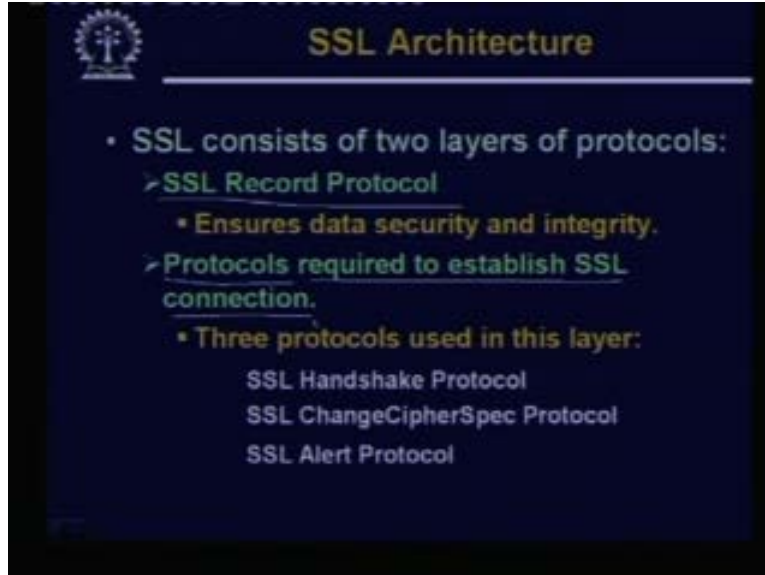 SSL Architecture
• SSL consists of two layers of protocols:
➢SSL Record Protocol
▪ Ensures data security and integrity.
➢Protocols required to establish SSL
connection.
▪ Three protocols used in this layer:
SSL Handshake Protocol
SSL ChangeCipherSpec Protocol
SSL Alert Protocol